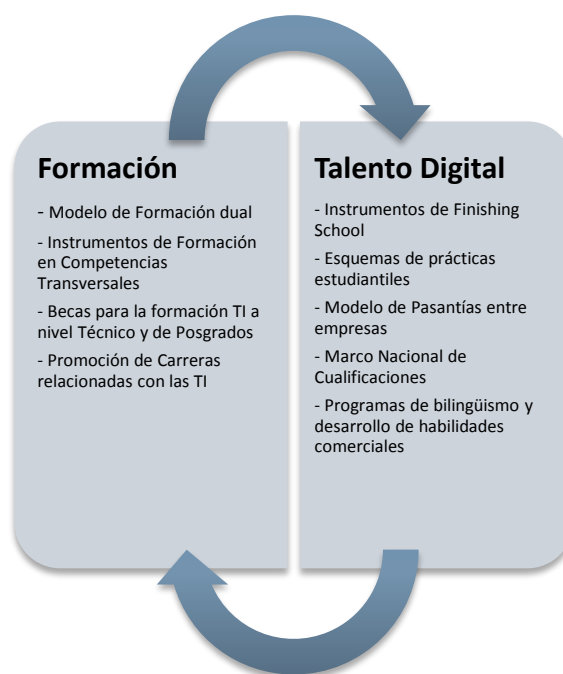 Formación
- Modelo de Formación dual
- Instrumentos de Formación
en Competencias
Transversales
- Becas para la formación TI a
nivel Técnico y de Posgrados
- Promoción de Carreras
relacionadas con las TI
Talento Digital
- Instrumentos de Finishing
School
- Esquemas de prácticas
estudiantiles
- Modelo de Pasantías entre
empresas
- Marco Nacional de
Cualificaciones
- Programas de bilingüismo y
desarrollo de habilidades
comerciales